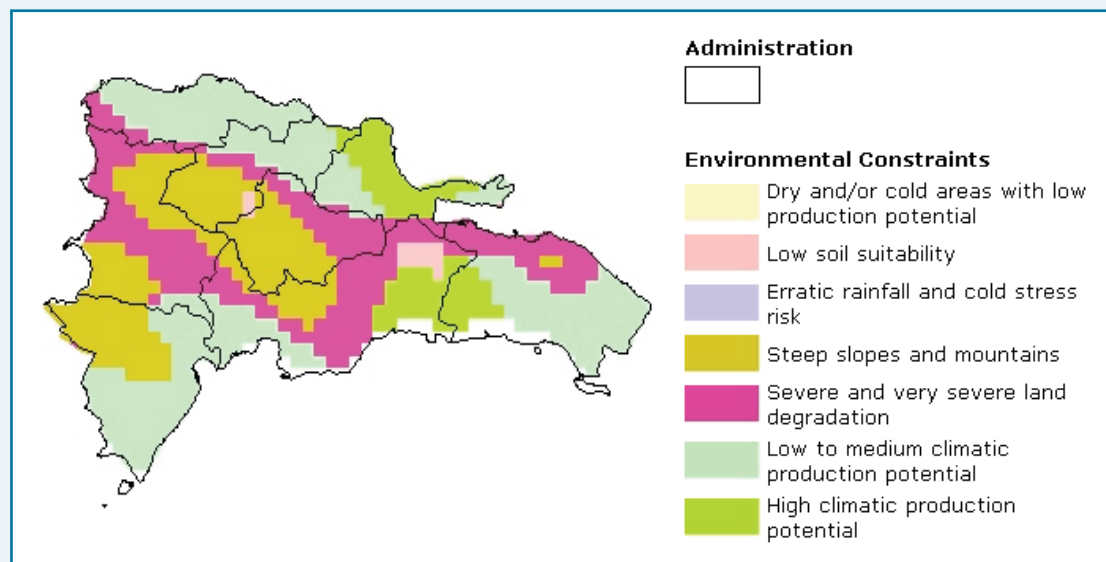 Administration
Environmental Constraints
Dry and/or cold areas with low
production potential
Low soil suitability
Erratic rainfall and cold stress
risk
Steep slopes and mountains
Severe and very severe land
degradation
Low to medium climatic
production potential
High climatic production
potential